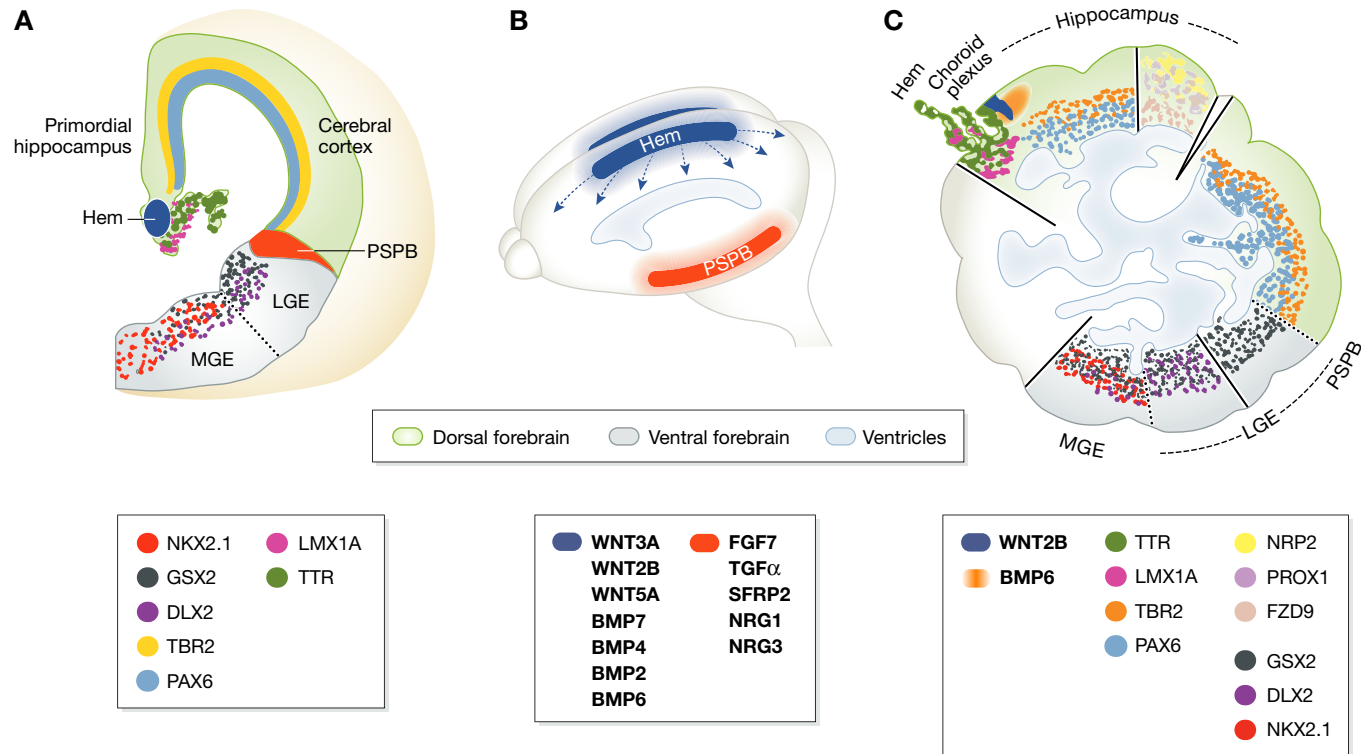 A
Primordial
hippocampus
Cerebral
cortex
Hem
PSPB
LGE
MGE
B
Hem
PSPB
C
Hippocampus
Choroid
plexus
Hem
PSPB
LGE
MGE
Dorsal forebrain
Ventral forebrain
Ventricles
NKX2.1
GSX2
DLX2
TBR2
PAX6
LMX1A
TTR
WNT3A
WNT2B
WNT5A
BMP7
BMP4
BMP2
BMP6
FGF7
TGFα
SFRP2
NRG1
NRG3
WNT2B
BMP6
TTR
LMX1A
TBR2
PAX6
NRP2
PROX1
FZD9
GSX2
DLX2
NKX2.1